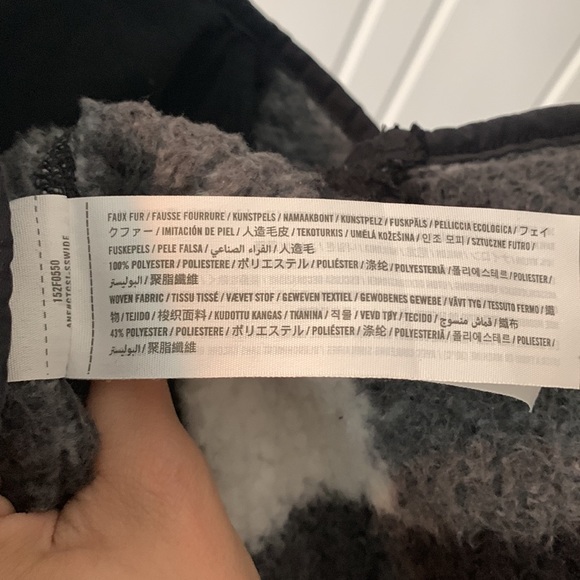 FAUX FUR / FAUSSE FOURRURE / KUNSTPELS / NAMAAKBONT / KUNSTPELZ / FUSKPÄLS / PELLICCIA ECOLOGICA / フェイ
クファー / IMITACIÓN DE PIEL / 人造毛皮 / TEKOTURKIS / UMĚLÁ KOŽEŠINA / 인조 모피 / SZTUCZNE FUTRO /
FUSKEPELS / PELE FALSA / الفراء الصناعي / 人造毛
100% POLYESTER / POLIESTERE / ポリエステル / POLIÉSTER / 涤纶 / POLYESTERIÄ / 폴리에스테르 / POLIESTER /
البوليستر / 聚脂纖維
WOVEN FABRIC / TISSU TISSÉ / VÆVET STOF / GEWEVEN TEXTIEL / GEWOBENES GEWEBE / VÄVT TYG / TESSUTO FERMO / 織
物 / TEJIDO / 梭织面料 / KUDOTTU KANGAS / TKANINA / 직물 / VEVD TØY / TECIDO / قماش منسوج / 織布
43% POLYESTER / POLIESTERE / ポリエステル / POLIÉSTER / 涤纶 / POLYESTERIÄ / 폴리에스테르 / POLIESTER /
البوليستر / 聚脂纖維
152F0550